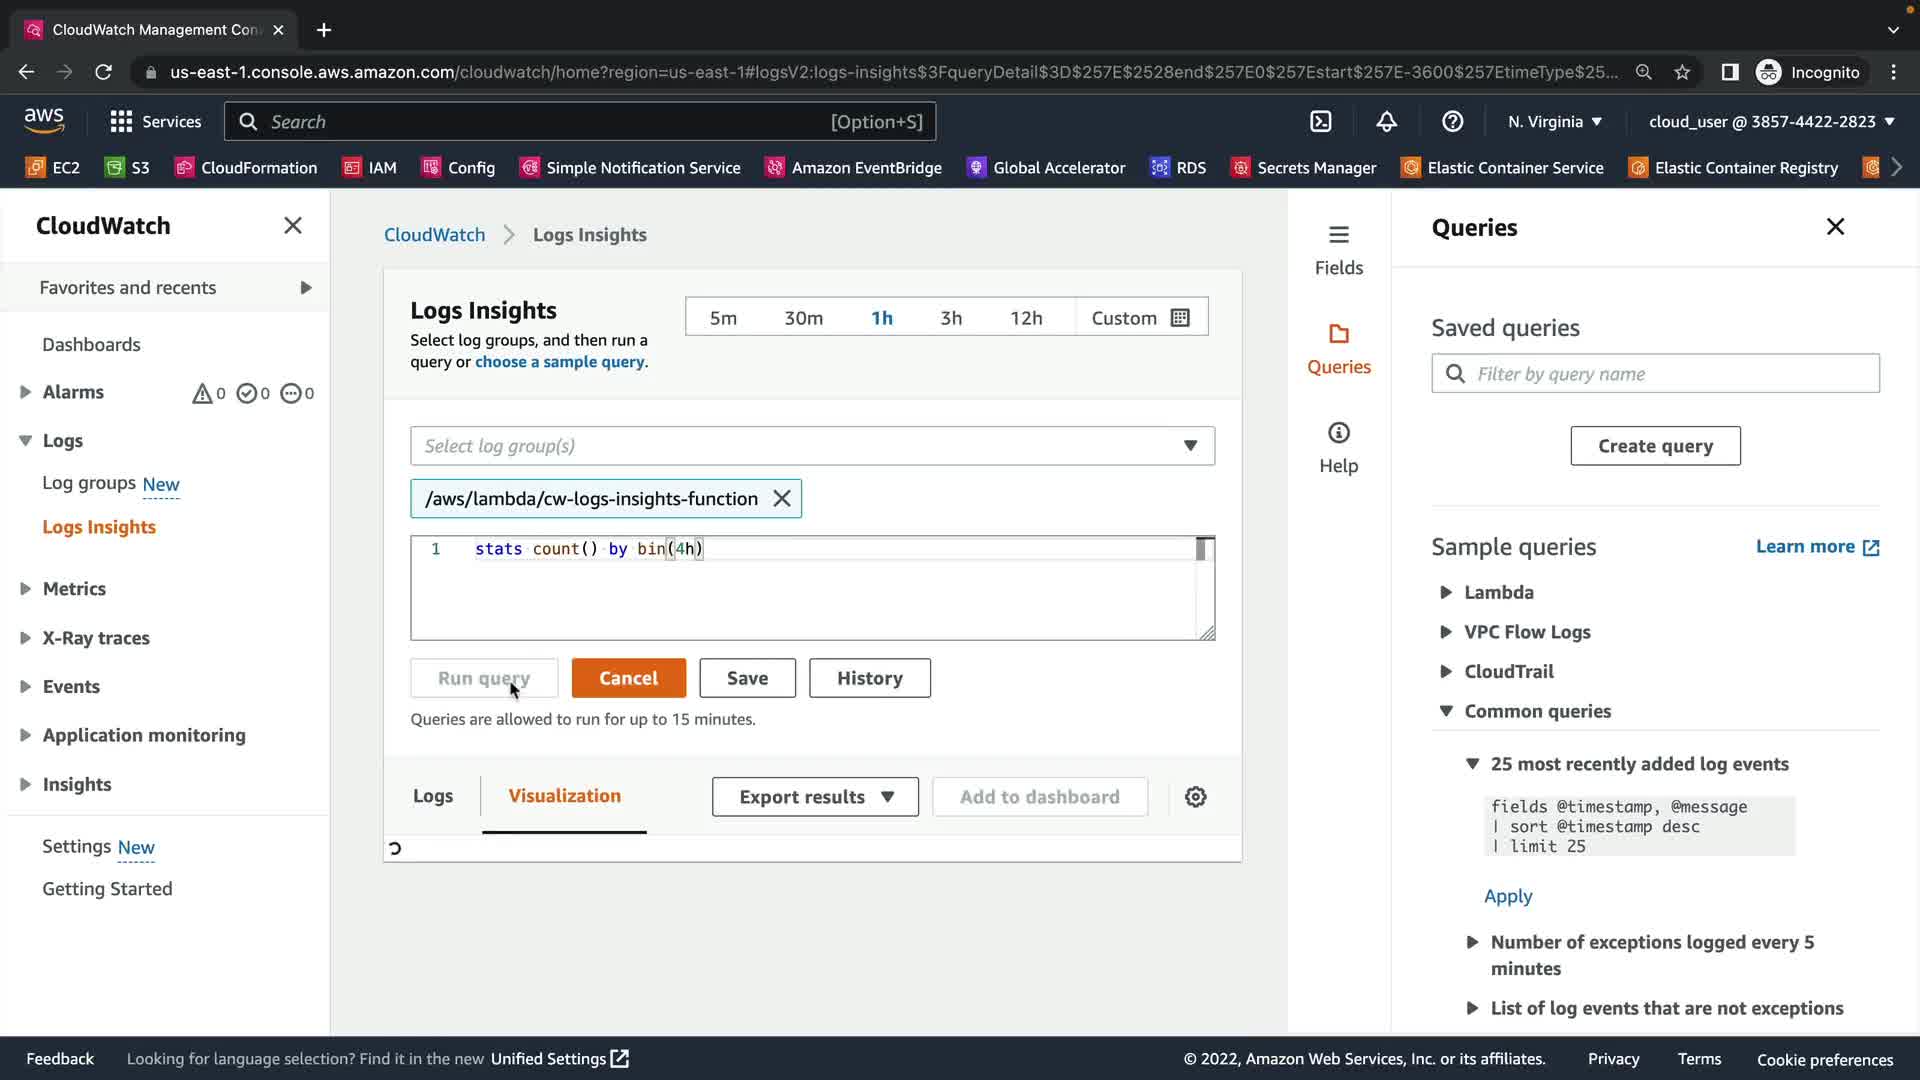 CloudWatch Management Con
us-east-1.console.aws.amazon.com/cloudwatch/home?region=us-east-1#logsV2:logs-insights$3FqueryDetail$3D$257E$2528end$257E0$257Estart$257E-3600$257EtimeType$25...
Incognito
aws
Services
Search
[Option+S]
N. Virginia
cloud_user @ 3857-4422-2823
EC2
S3
CloudFormation
IAM
Config
Simple Notification Service
Amazon EventBridge
Global Accelerator
RDS
Secrets Manager
Elastic Container Service
Elastic Container Registry
CloudWatch
Favorites and recents
Dashboards
Alarms
0 0 0
Logs
Log groups New
Logs Insights
Metrics
X-Ray traces
Events
Application monitoring
Insights
Settings New
Getting Started
CloudWatch
Logs Insights
Logs Insights
Select log groups, and then run a
query or choose a sample query.
5m
30m
1h
3h
12h
Custom
Select log group(s)
/aws/lambda/cw-logs-insights-function
1 stats count() by bin(4h)
Run query
Cancel
Save
History
Queries are allowed to run for up to 15 minutes.
Logs
Visualization
Export results
Add to dashboard
Fields
Queries
Help
Queries
Saved queries
Filter by query name
Create query
Sample queries
Learn more
Lambda
VPC Flow Logs
CloudTrail
Common queries
25 most recently added log events
fields @timestamp, @message
| sort @timestamp desc
| limit 25
Apply
Number of exceptions logged every 5
minutes
List of log events that are not exceptions
Feedback
Looking for language selection? Find it in the new Unified Settings
© 2022, Amazon Web Services, Inc. or its affiliates.
Privacy
Terms
Cookie preferences